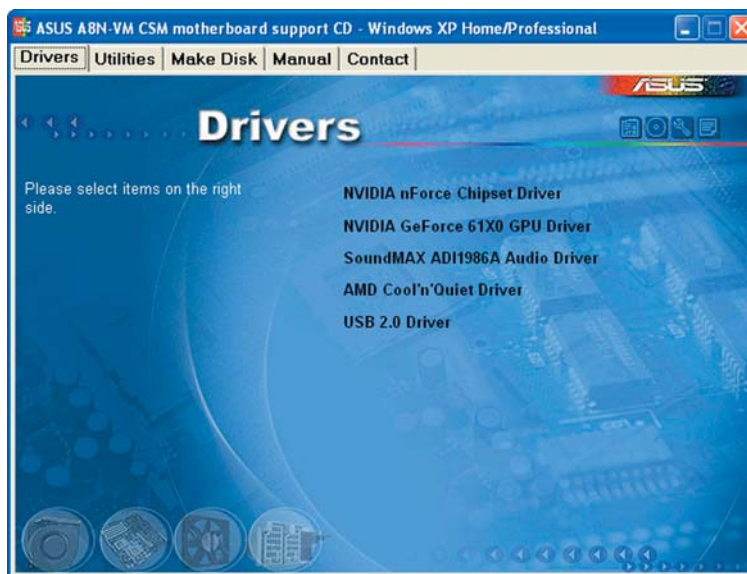 ASUS A8N-VM CSM motherboard support CD - Windows XP Home/Professional
Drivers Utilities Make Disk Manual Contact
ASUS
Drivers
Please select items on the right
side.
NVIDIA nForce Chipset Driver
NVIDIA GeForce 61X0 GPU Driver
SoundMAX ADI1986A Audio Driver
AMD Cool'n'Quiet Driver
USB 2.0 Driver